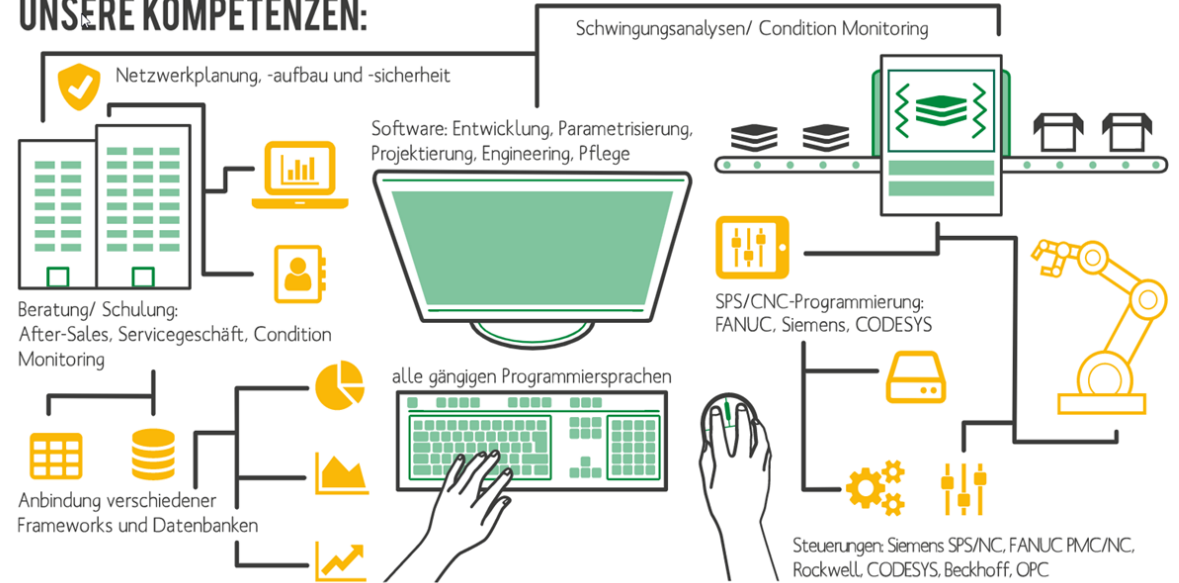 UNSERE KOMPETENZEN:
Schwingungsanalysen/ Condition Monitoring
Netzwerkplanung, -aufbau und -sicherheit
Software: Entwicklung, Parametrisierung,
Projektierung, Engineering, Pflege
Beratung/ Schulung:
After-Sales, Servicegeschäft, Condition
Monitoring
SPS/CNC-Programmierung:
FANUC, Siemens, CODESYS
alle gängigen Programmiersprachen
Anbindung verschiedener
Frameworks und Datenbanken
Steuerungen: Siemens SPS/NC, FANUC PMC/NC,
Rockwell, CODESYS, Beckhoff, OPC